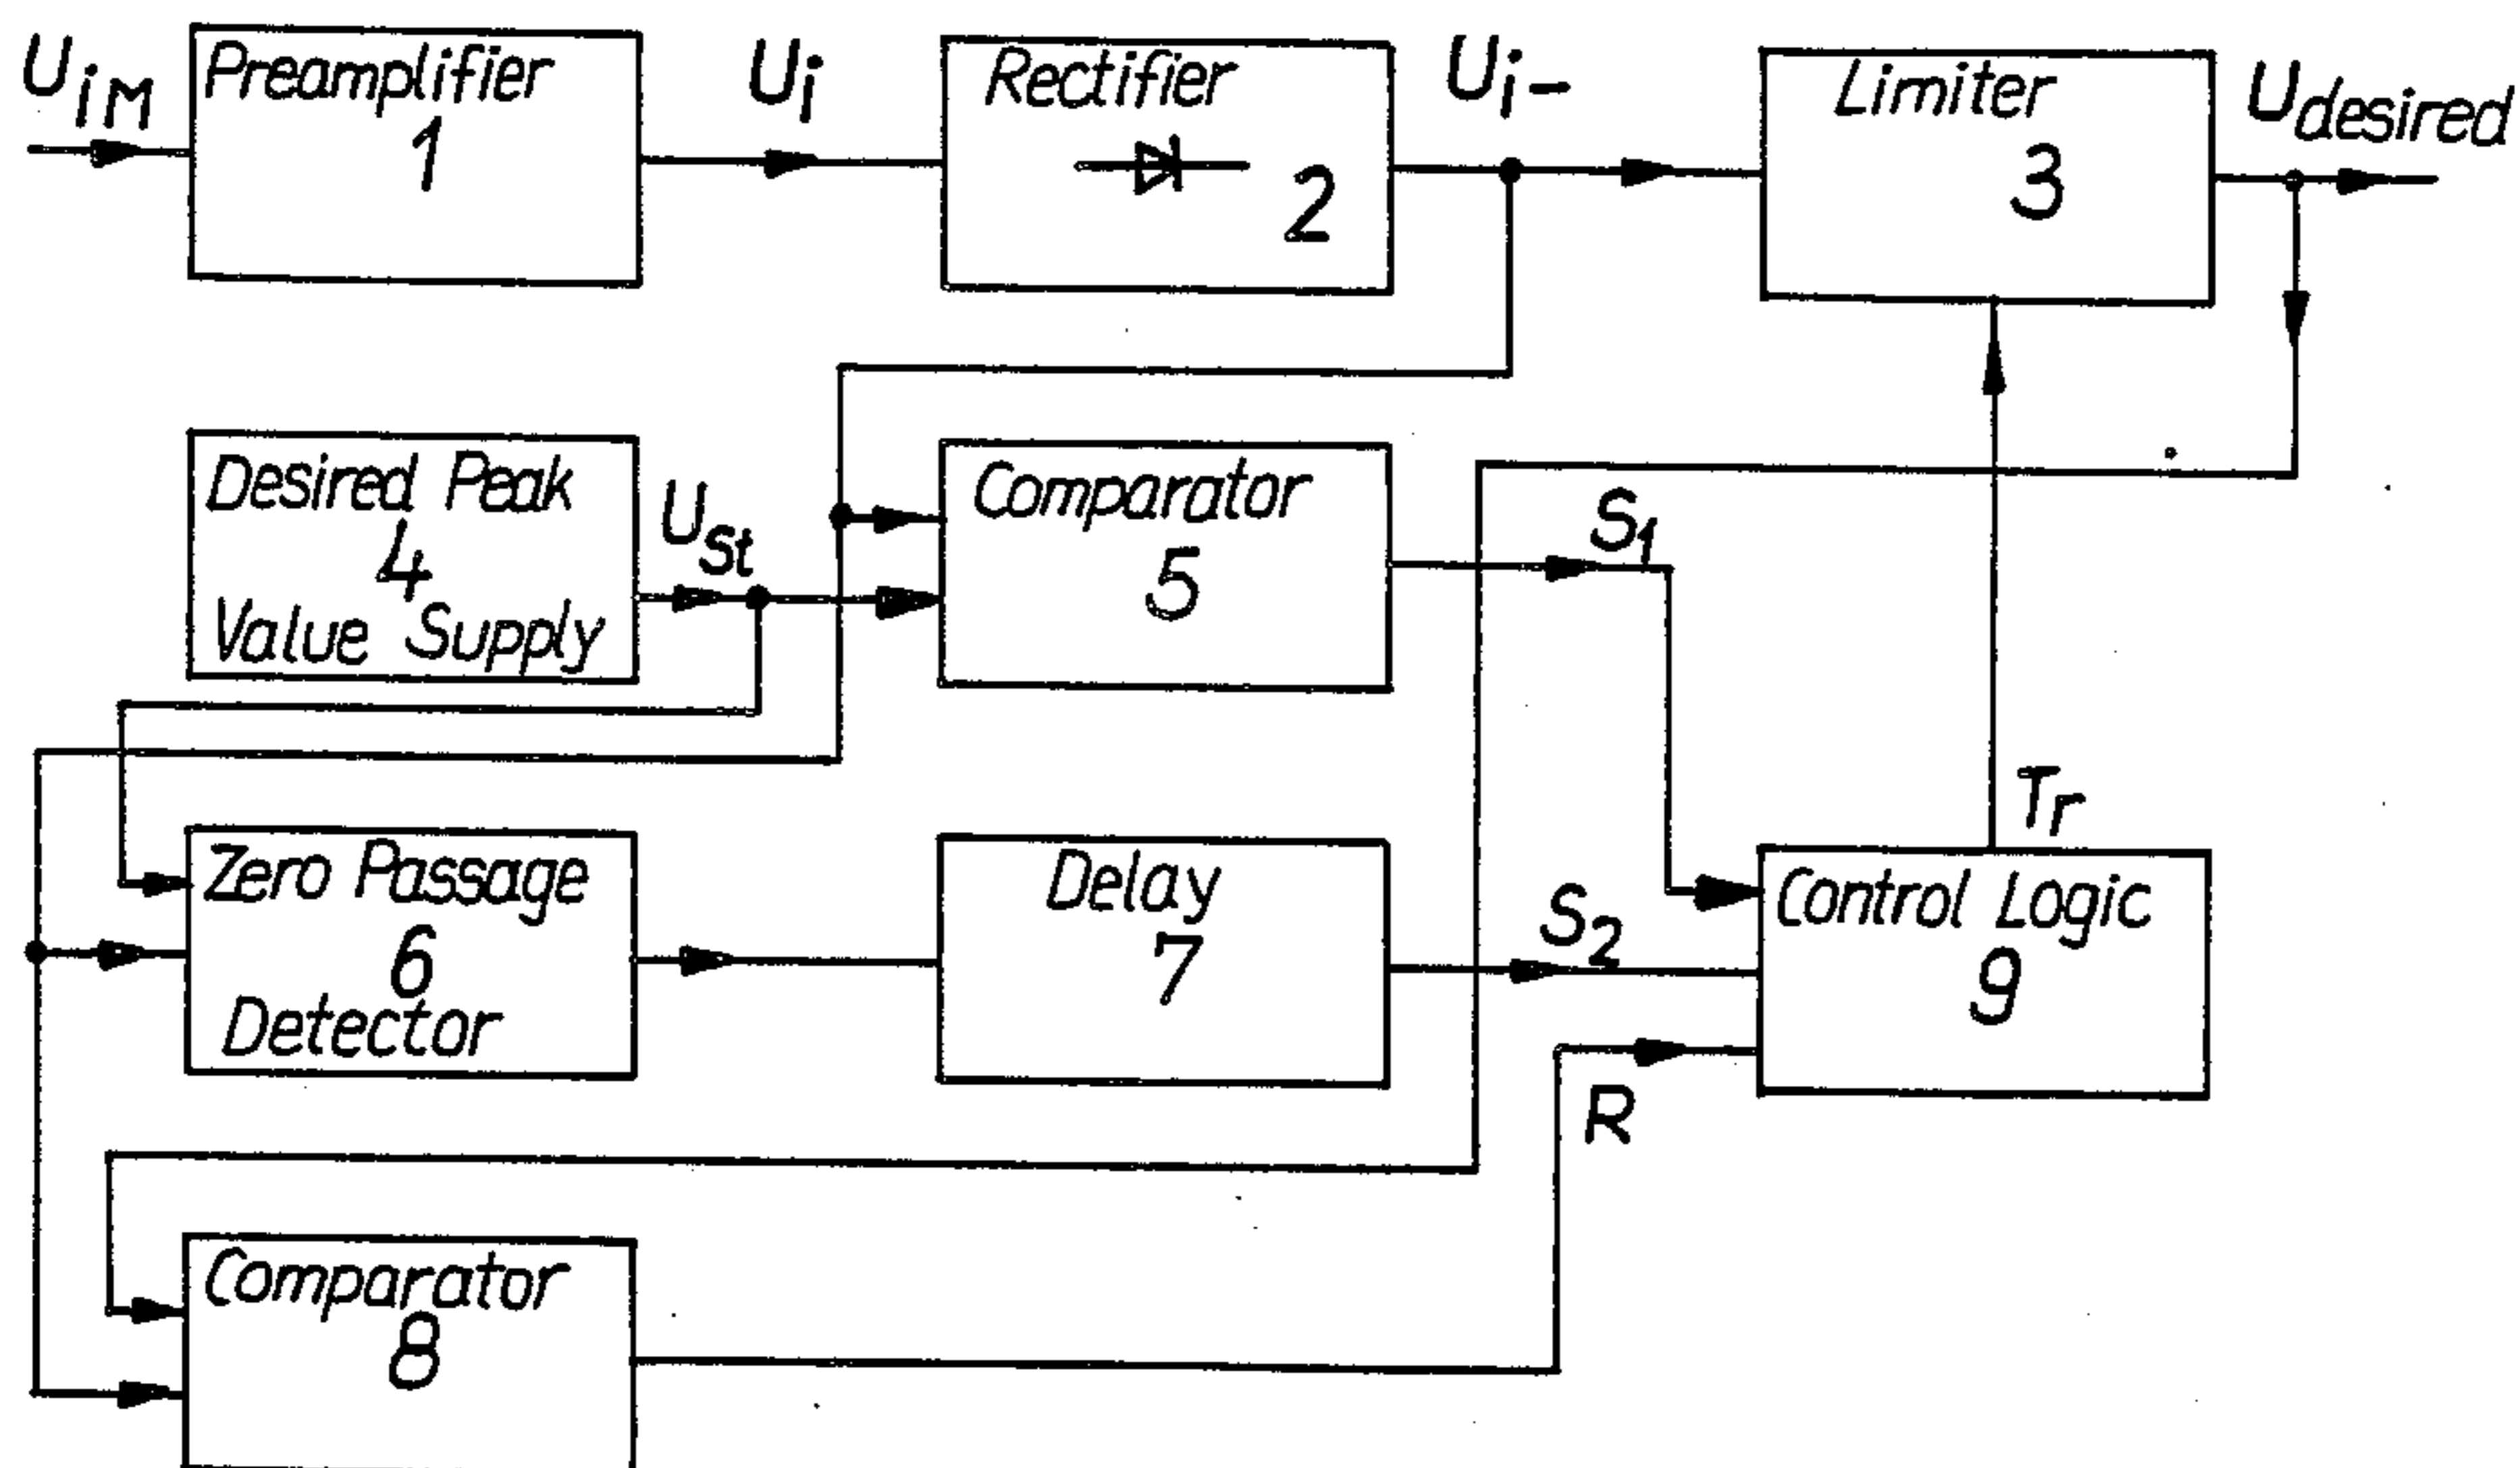 U_iM
Preamplifier
1
U_i
Rectifier
2
U_i-
Limiter
3
U_desired
Desired Peak
4
Value Supply
U_St
Comparator
5
S_1
Zero Passage
6
Detector
Delay
7
S_2
Tr
Control Logic
9
R
Comparator
8